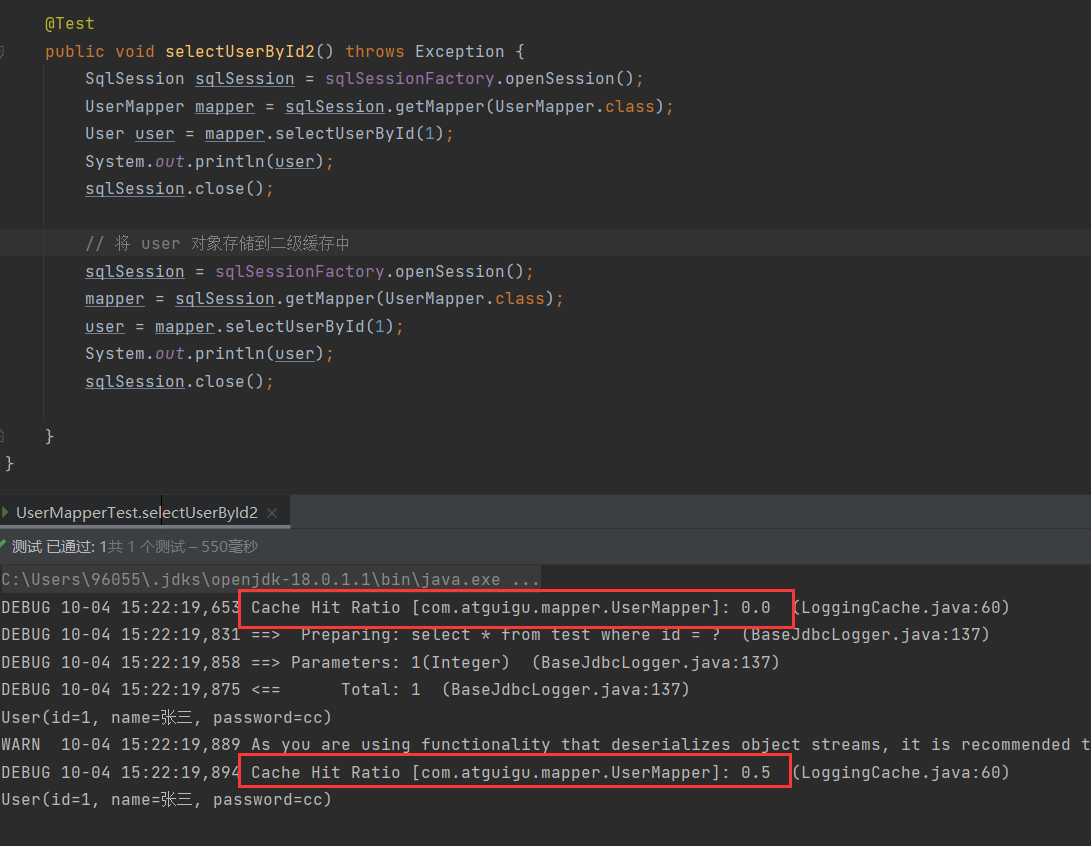 @Test
public void selectUserById2() throws Exception {
SqlSession sqlSession = sqlSessionFactory.openSession();
UserMapper mapper = sqlSession.getMapper(UserMapper.class);
User user = mapper.selectUserById(1);
System.out.println(user);
sqlSession.close();
// 将 user 对象存储到二级缓存中
sqlSession = sqlSessionFactory.openSession();
mapper = sqlSession.getMapper(UserMapper.class);
user = mapper.selectUserById(1);
System.out.println(user);
sqlSession.close();
}
}
UserMapperTest.selectUserById2 ×
测试 已通过: 1共 1 个测试 – 550毫秒
C:\Users\96055\.jdks\openjdk-18.0.1.1\bin\java.exe ...
DEBUG 10-04 15:22:19,653 Cache Hit Ratio [com.atguigu.mapper.UserMapper]: 0.0 (LoggingCache.java:60)
DEBUG 10-04 15:22:19,831 ==>  Preparing: select * from test where id = ? (BaseJdbcLogger.java:137)
DEBUG 10-04 15:22:19,858 ==> Parameters: 1(Integer) (BaseJdbcLogger.java:137)
DEBUG 10-04 15:22:19,875 <==      Total: 1 (BaseJdbcLogger.java:137)
User(id=1, name=张三, password=cc)
WARN  10-04 15:22:19,889 As you are using functionality that deserializes object streams, it is recommended t
DEBUG 10-04 15:22:19,894 Cache Hit Ratio [com.atguigu.mapper.UserMapper]: 0.5 (LoggingCache.java:60)
User(id=1, name=张三, password=cc)